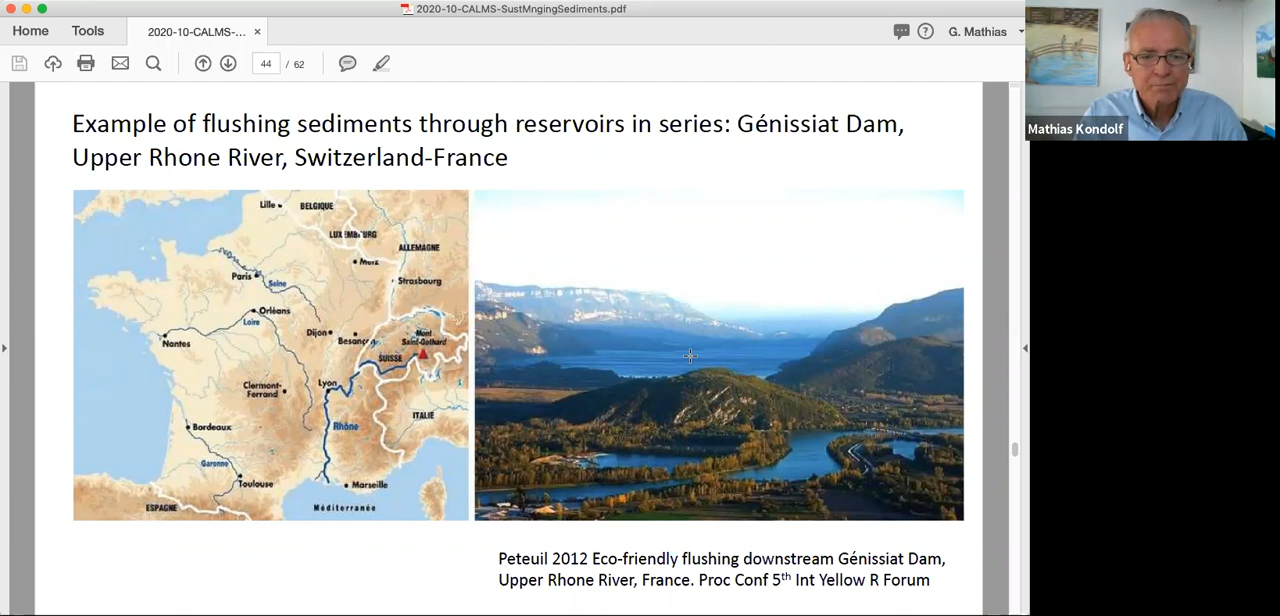 2020-10-CALMS-SustMngingSediments.pdf
Home
Tools
2020-10-CALMS-...
×
G. Mathias
44 / 62
Mathias Kondolf
Example of flushing sediments through reservoirs in series: Génissiat Dam,
Upper Rhone River, Switzerland-France
Lille
BELGIQUE
LUXEMBOURG
ALLEMAGNE
Metz
Paris
Seine
Strasbourg
Orléans
Loire
Dijon
Besançon
Mont
Saint-Gothard
Nantes
SUISSE
Clermont-
Ferrand
Lyon
ITALIE
Bordeaux
Rhône
Garonne
Toulouse
Marseille
ESPAGNE
Méditerranée
Peteuil 2012 Eco-friendly flushing downstream Génissiat Dam,
Upper Rhone River, France. Proc Conf 5th Int Yellow R Forum